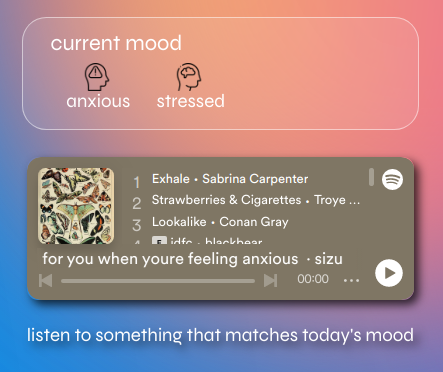 current mood
anxious stressed
1 Exhale • Sabrina Carpenter
2 Strawberries & Cigarettes • Troye ...
3 Lookalike • Conan Gray
4 E idfc • blackbear
for you when youre feeling anxious · sizu
00:00
listen to something that matches today's mood